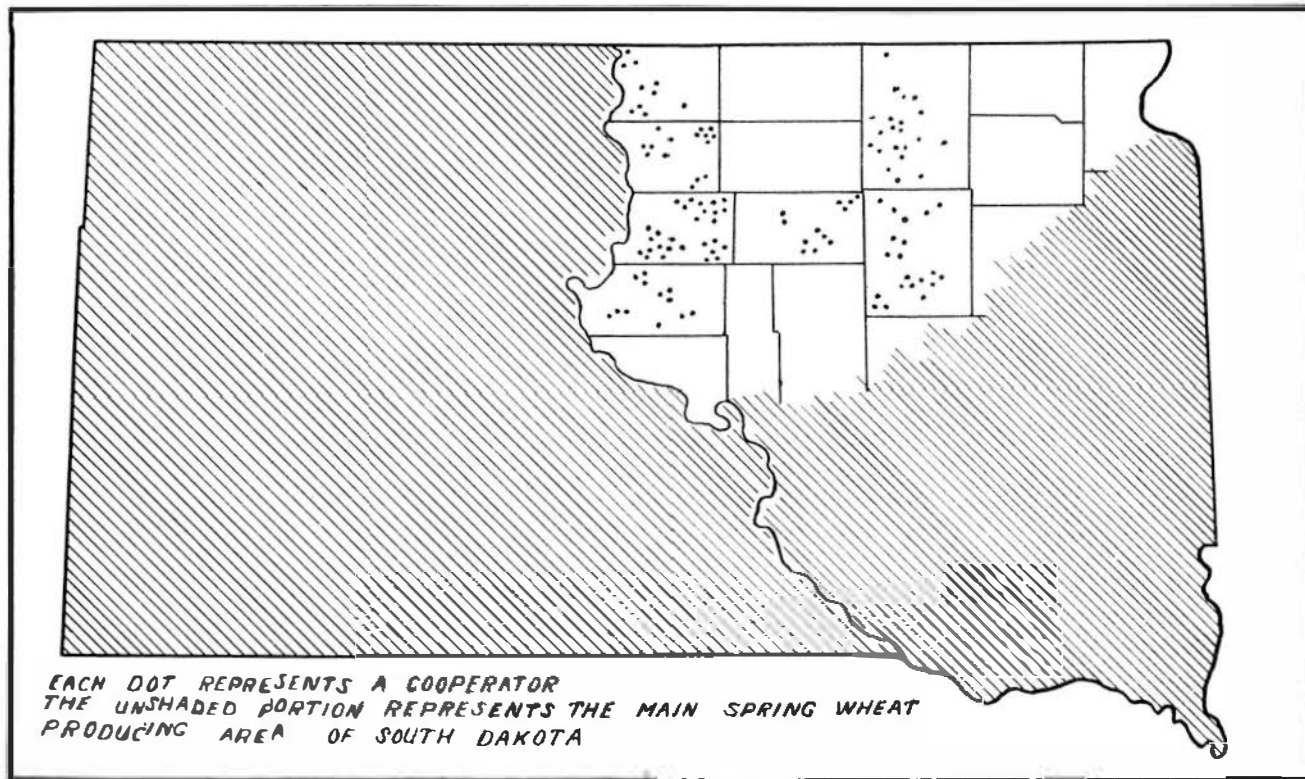 EACH DOT REPRESENTS A COOPERATOR
THE UNSHADED PORTION REPRESENTS THE MAIN SPRING WHEAT
PRODUCING AREA OF SOUTH DAKOTA